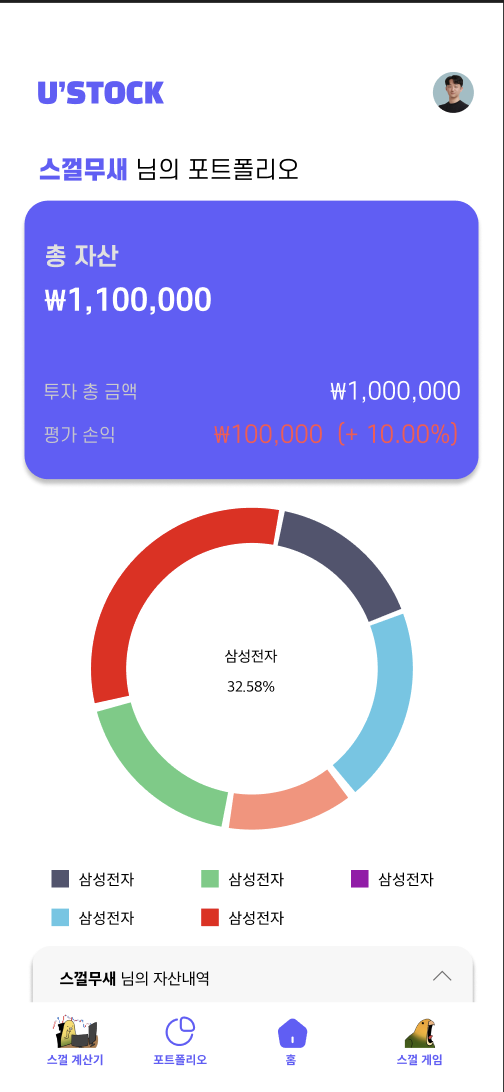 U'STOCK
스껄무새 님의 포트폴리오
총 자산
₩1,100,000
투자 총 금액 ₩1,000,000
평가 손익 ₩100,000 (+ 10.00%)
삼성전자
32.58%
삼성전자 삼성전자 삼성전자
삼성전자 삼성전자
스껄무새 님의 자산내역
스껄 계산기 포트폴리오 홈 스껄 게임